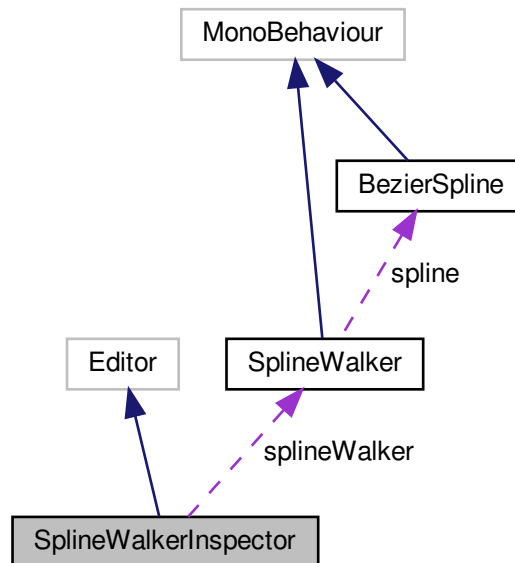 MonoBehaviour
BezierSpline
spline
Editor
SplineWalker
splineWalker
SplineWalkerInspector